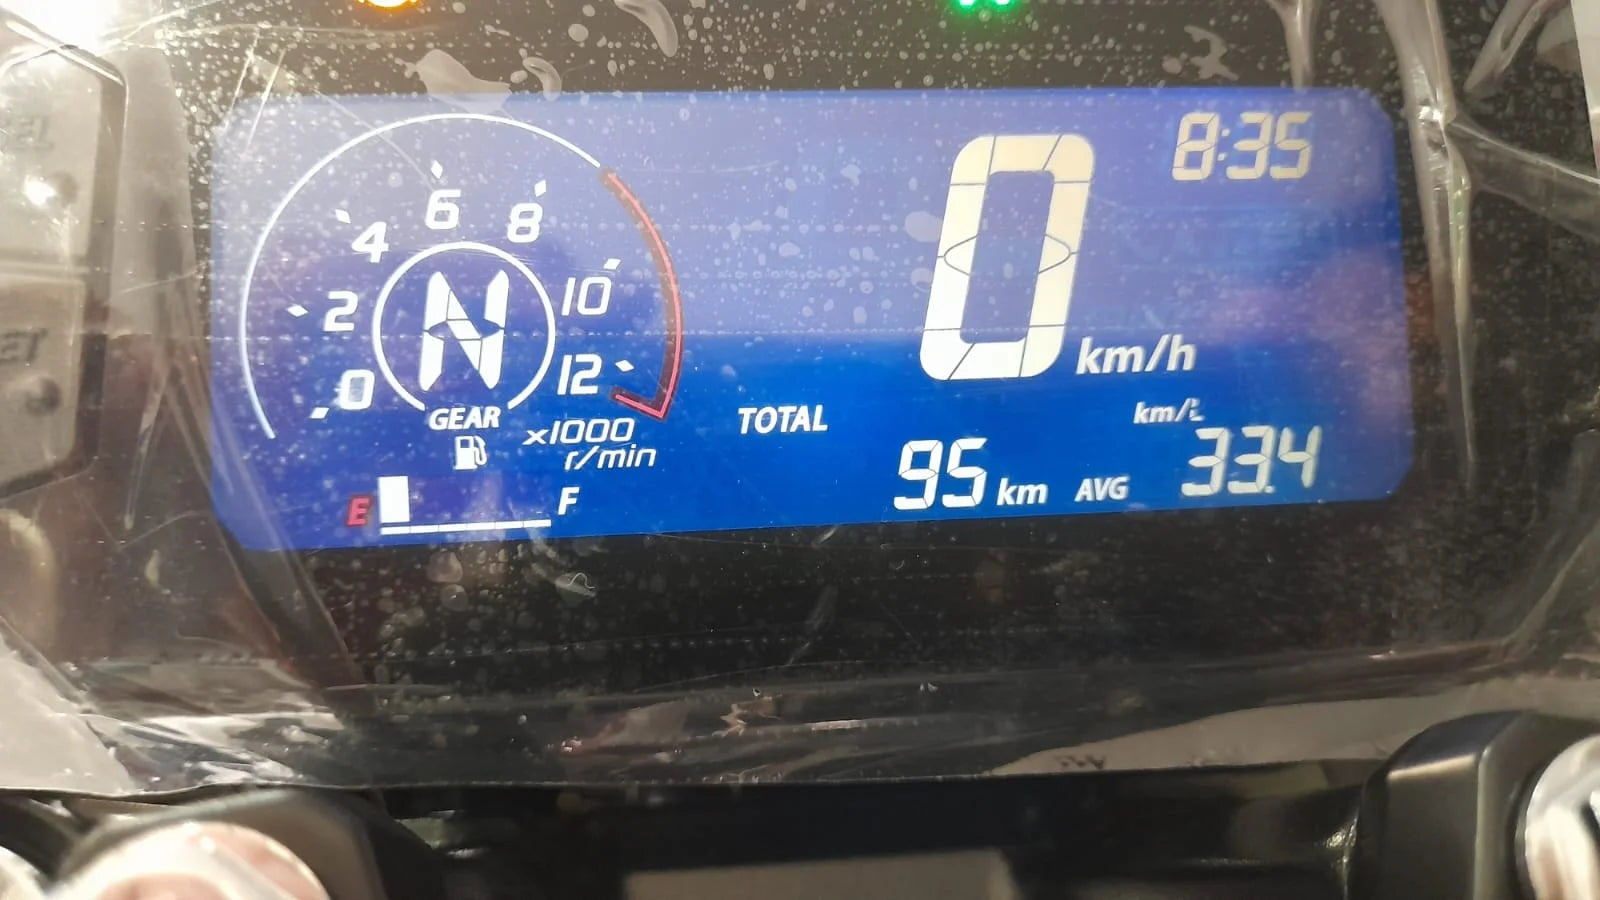 8:35
6
8
4
10
2
N
0
12
0
km/h
GEAR
x1000
r/min
TOTAL
km/L
95 km
AVG
33.4
E
F